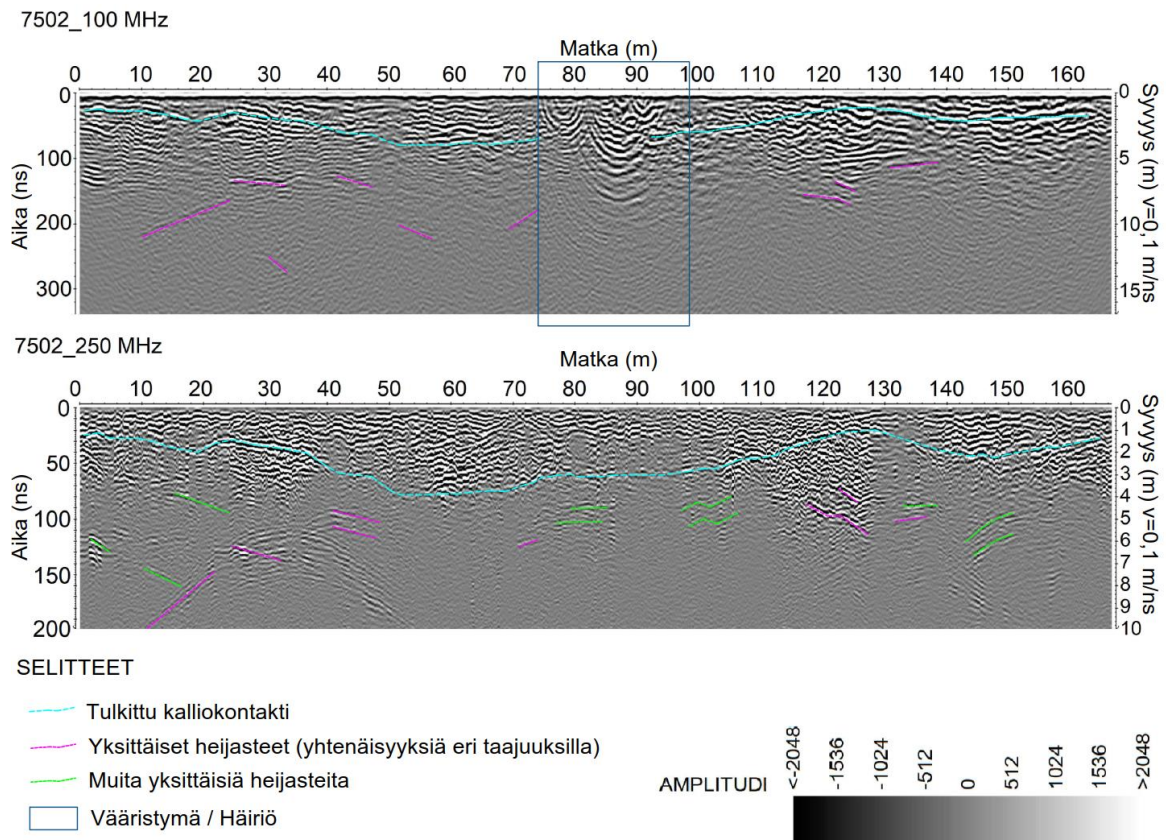 7502_100 MHz
Matka (m)
0 10 20 30 40 50 60 70 80 90 100 110 120 130 140 150 160
Aika (ns)
0
100
200
300
Syvyys (m) v=0,1 m/ns
0
5
10
15
7502_250 MHz
Matka (m)
0 10 20 30 40 50 60 70 80 90 100 110 120 130 140 150 160
Aika (ns)
0
50
100
150
200
Syvyys (m) v=0,1 m/ns
0
1
2
3
4
5
6
7
8
9
10
SELITTEET
Tulkittu kalliokontakti
Yksittäiset heijasteet (yhtenäisyyksiä eri taajuuksilla)
Muita yksittäisiä heijasteita
Vääristymä / Häiriö
AMPLITUDI
<-2048 -1536 -1024 -512 0 512 1024 1536 >2048